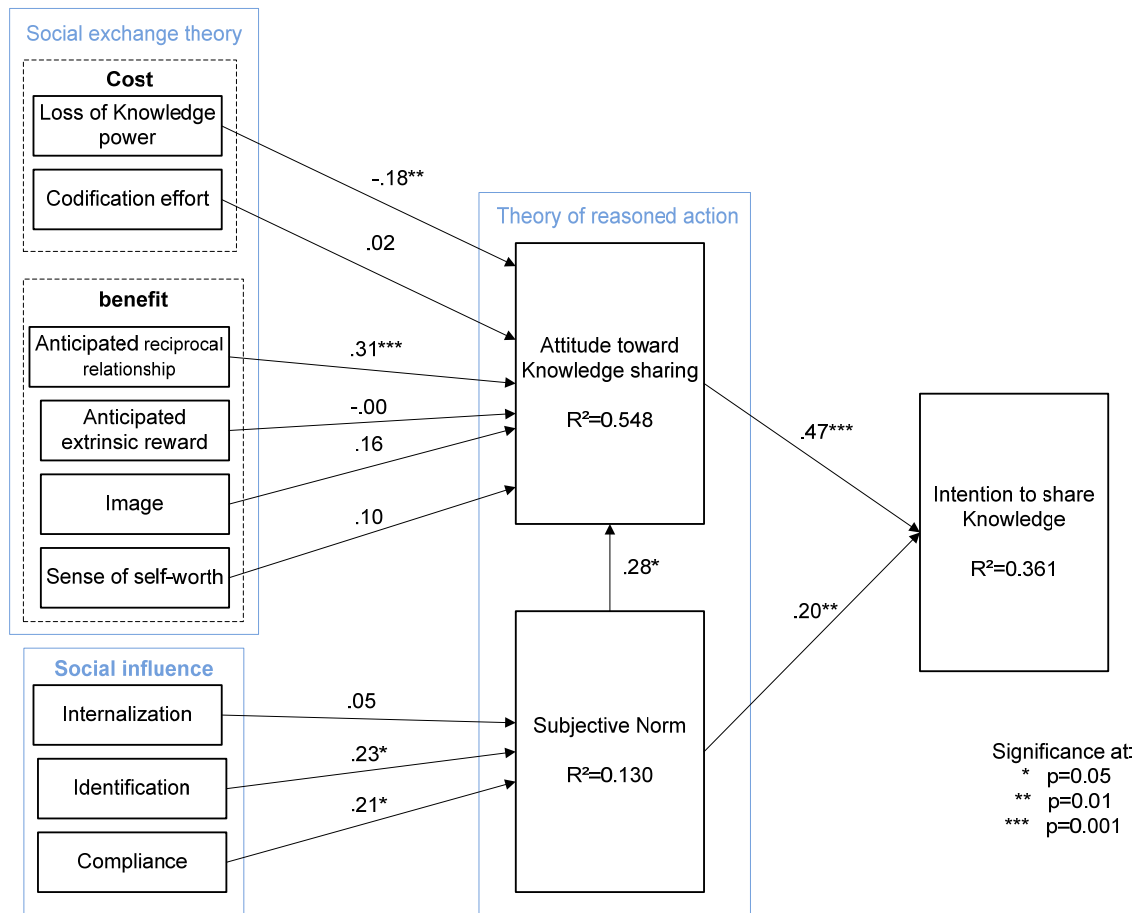 Social exchange theory
Cost
Loss of Knowledge
power
Codification effort
benefit
Anticipated reciprocal
relationship
Anticipated
extrinsic reward
Image
Sense of self-worth
Social influence
Internalization
Identification
Compliance
-.18**
.02
.31***
-.00
.16
.10
.05
.23*
.21*
Theory of reasoned action
Attitude toward
Knowledge sharing
R²=0.548
.28*
Subjective Norm
R²=0.130
.47***
.20**
Intention to share
Knowledge
R²=0.361
Significance at:
* p=0.05
** p=0.01
*** p=0.001